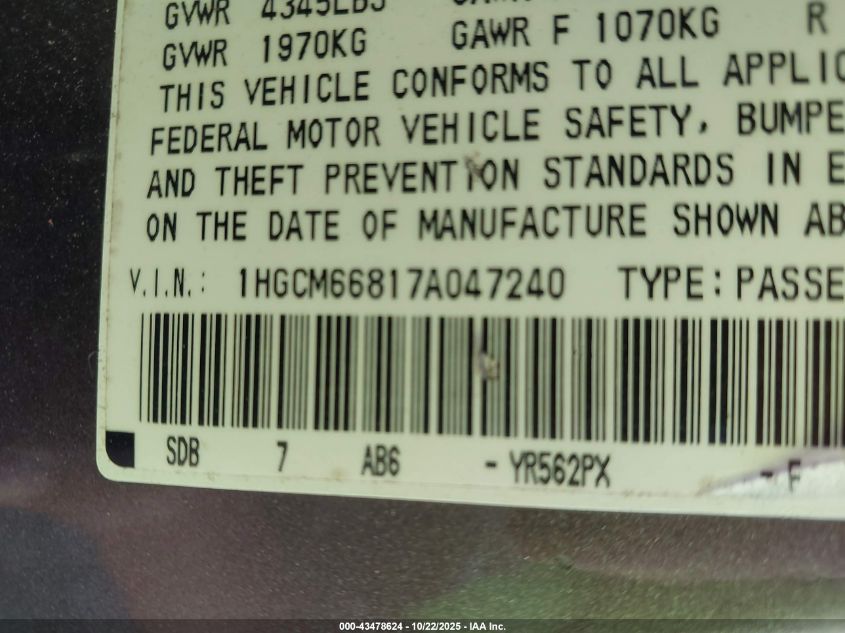 GVWR 4345LBS
GVWR 1970KG GAWR F 1070KG R
THIS VEHICLE CONFORMS TO ALL APPLIC
FEDERAL MOTOR VEHICLE SAFETY, BUMPE
AND THEFT PREVENTION STANDARDS IN E
ON THE DATE OF MANUFACTURE SHOWN AB
V.I.N.: 1HGCM66817A047240 TYPE: PASSE
SDB 7 AB6 - YR562PX - F
000-43478624 - 10/22/2025 - IAA Inc.